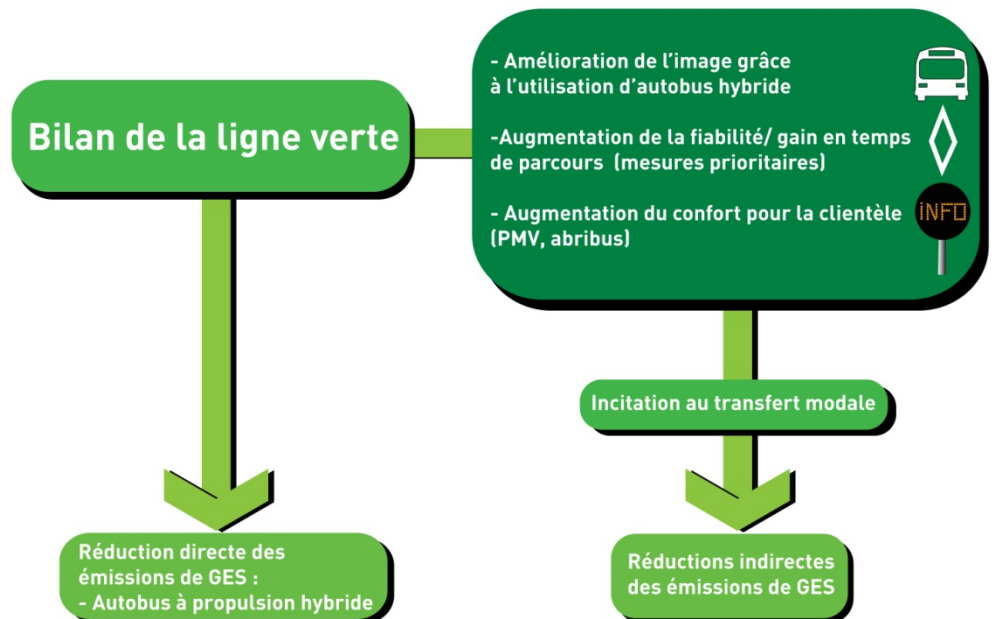 Bilan de la ligne verte
- Amélioration de l'image grâce
à l'utilisation d'autobus hybride
-Augmentation de la fiabilité/ gain en temps
de parcours (mesures prioritaires)
- Augmentation du confort pour la clientèle
(PMV, abribus)
INFO
Incitation au transfert modale
Réduction directe des
émissions de GES :
- Autobus à propulsion hybride
Réductions indirectes
des émissions de GES